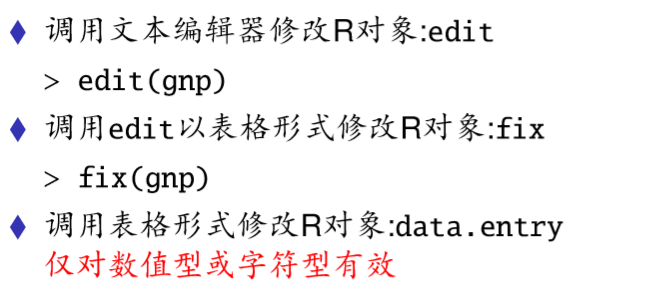 ♦ 调用文本编辑器修改R对象:edit
> edit(gnp)
♦ 调用edit以表格形式修改R对象:fix
> fix(gnp)
♦ 调用表格形式修改R对象:data.entry
仅对数值型或字符型有效